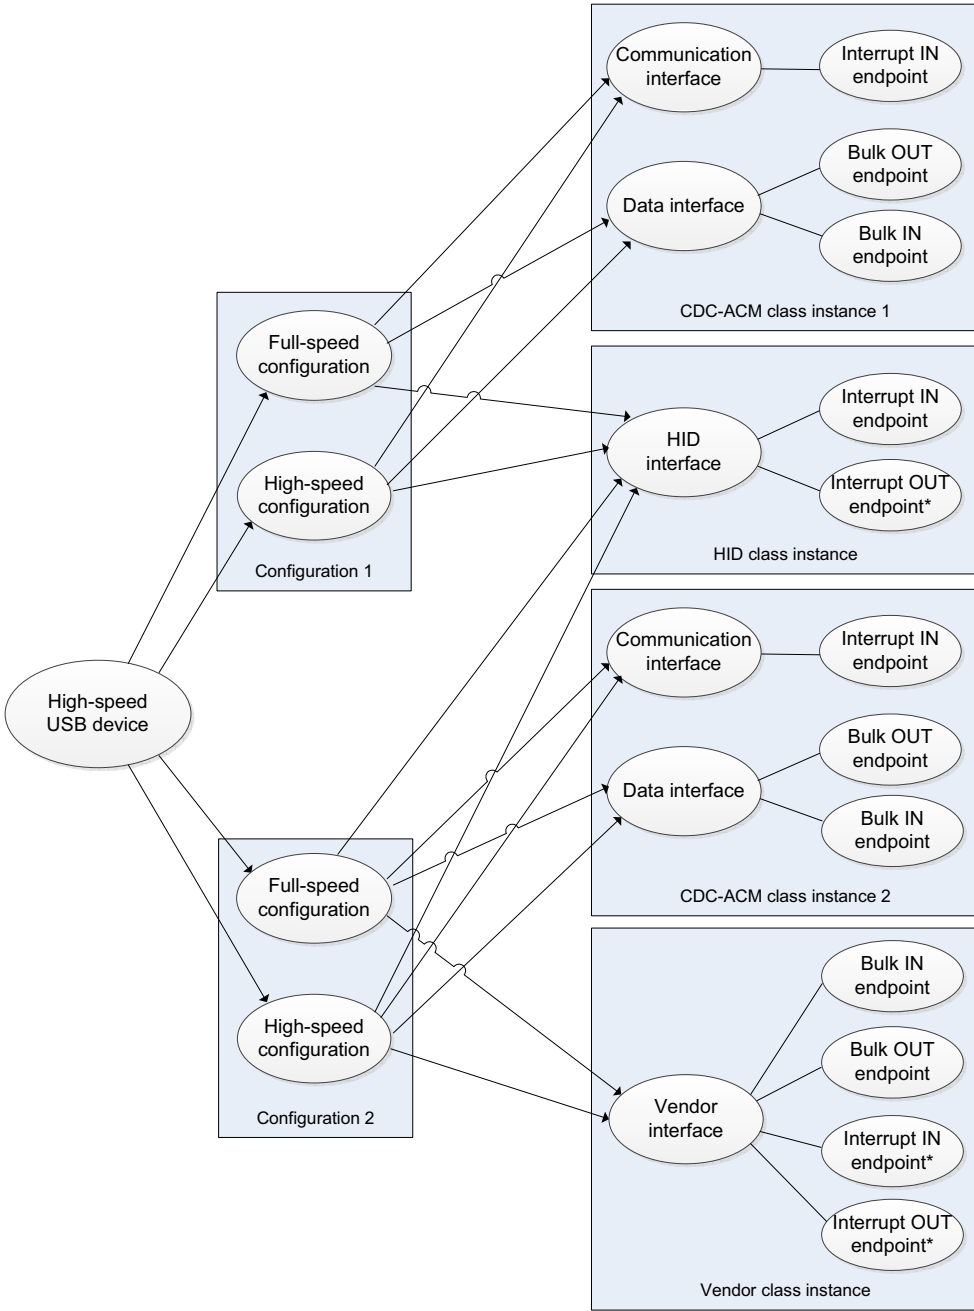 High-speed
USB device
Full-speed
configuration
High-speed
configuration
Configuration 1
Full-speed
configuration
High-speed
configuration
Configuration 2
Communication
interface
Interrupt IN
endpoint
Data interface
Bulk OUT
endpoint
Bulk IN
endpoint
CDC-ACM class instance 1
HID
interface
Interrupt IN
endpoint
Interrupt OUT
endpoint*
HID class instance
Communication
interface
Interrupt IN
endpoint
Data interface
Bulk OUT
endpoint
Bulk IN
endpoint
CDC-ACM class instance 2
Vendor
interface
Bulk IN
endpoint
Bulk OUT
endpoint
Interrupt IN
endpoint*
Interrupt OUT
endpoint*
Vendor class instance